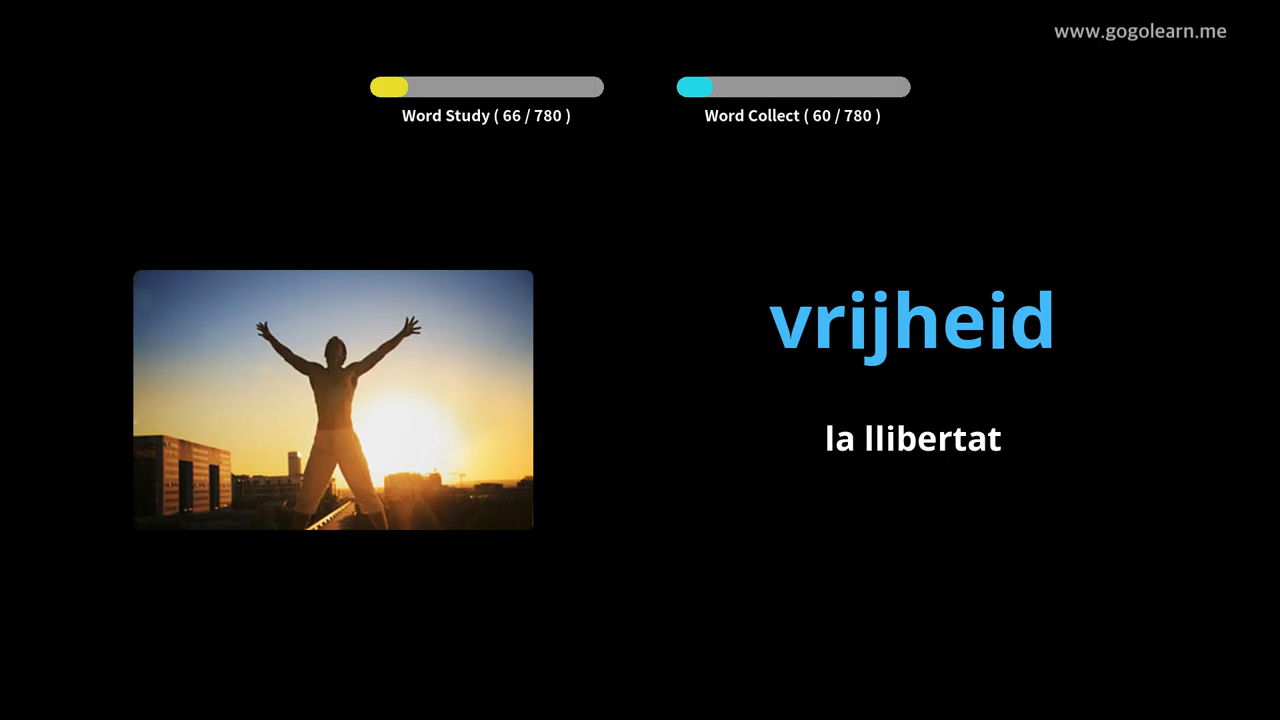 www.gogolearn.me
Word Study ( 66 / 780 )
Word Collect ( 60 / 780 )
vrijheid
la llibertat